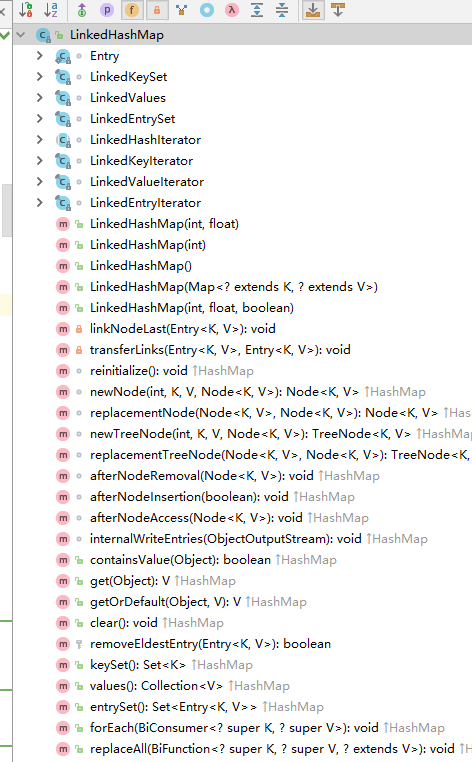 LinkedHashMap
Entry
LinkedKeySet
LinkedValues
LinkedEntrySet
LinkedHashIterator
LinkedKeyIterator
LinkedValueIterator
LinkedEntryIterator
LinkedHashMap(int, float)
LinkedHashMap(int)
LinkedHashMap()
LinkedHashMap(Map<? extends K, ? extends V>)
LinkedHashMap(int, float, boolean)
linkNodeLast(Entry<K, V>): void
transferLinks(Entry<K, V>, Entry<K, V>): void
reinitialize(): void ↑HashMap
newNode(int, K, V, Node<K, V>): Node<K, V> ↑HashMap
replacementNode(Node<K, V>, Node<K, V>): Node<K, V> ↑Has
newTreeNode(int, K, V, Node<K, V>): TreeNode<K, V> ↑HashMa
replacementTreeNode(Node<K, V>, Node<K, V>): TreeNode<K,
afterNodeRemoval(Node<K, V>): void ↑HashMap
afterNodeInsertion(boolean): void ↑HashMap
afterNodeAccess(Node<K, V>): void ↑HashMap
internalWriteEntries(ObjectOutputStream): void ↑HashMap
containsValue(Object): boolean ↑HashMap
get(Object): V ↑HashMap
getOrDefault(Object, V): V ↑HashMap
clear(): void ↑HashMap
removeEldestEntry(Entry<K, V>): boolean
keySet(): Set<K> ↑HashMap
values(): Collection<V> ↑HashMap
entrySet(): Set<Entry<K, V>> ↑HashMap
forEach(BiConsumer<? super K, ? super V>): void ↑HashMap
replaceAll(BiFunction<? super K, ? super V, ? extends V>): void ↑H